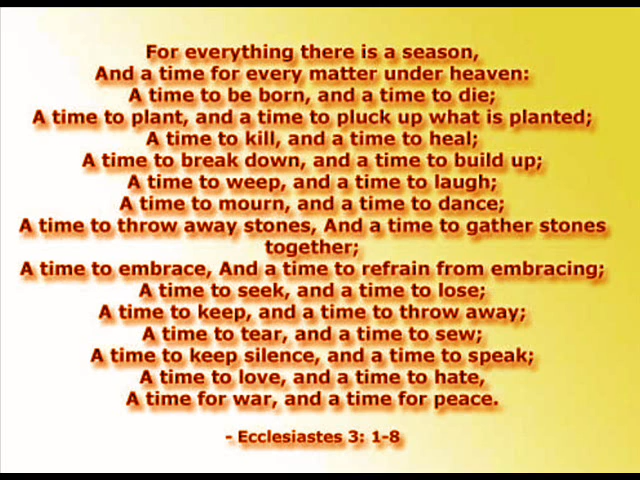 For everything there is a season,
And a time for every matter under heaven:
A time to be born, and a time to die;
A time to plant, and a time to pluck up what is planted;
A time to kill, and a time to heal;
A time to break down, and a time to build up;
A time to weep, and a time to laugh;
A time to mourn, and a time to dance;
A time to throw away stones, And a time to gather stones
together;
A time to embrace, And a time to refrain from embracing;
A time to seek, and a time to lose;
A time to keep, and a time to throw away;
A time to tear, and a time to sew;
A time to keep silence, and a time to speak;
A time to love, and a time to hate,
A time for war, and a time for peace.
- Ecclesiastes 3: 1-8